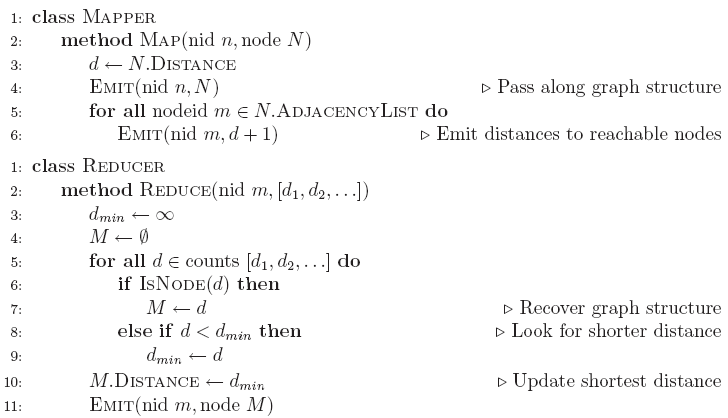 1: class Mapper
2: method Map(nid n, node N)
3: d ← N.Distance
4: Emit(nid n, N) ▷ Pass along graph structure
5: for all nodeid m ∈ N.AdjacencyList do
6: Emit(nid m, d + 1) ▷ Emit distances to reachable nodes
1: class Reducer
2: method Reduce(nid m, [d₁, d₂, . . .])
3: dₘᵢₙ ← ∞
4: M ← ∅
5: for all d ∈ counts [d₁, d₂, . . .] do
6: if IsNode(d) then
7: M ← d ▷ Recover graph structure
8: else if d < dₘᵢₙ then ▷ Look for shorter distance
9: dₘᵢₙ ← d
10: M.Distance ← dₘᵢₙ ▷ Update shortest distance
11: Emit(nid m, node M)